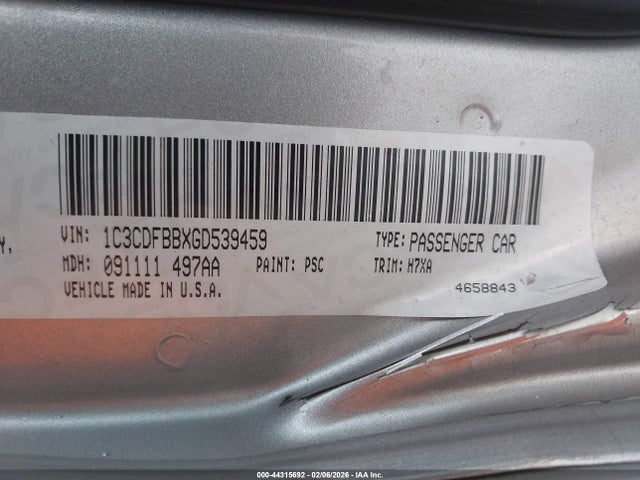 VIN: 1C3CDFBBXGD539459 TYPE: PASSENGER CAR
Y,
MDH: 091111 497AA PAINT: PSC TRIM: H7XA
VEHICLE MADE IN U.S.A. 4658843
000-44315692 - 02/06/2026 - IAA Inc.